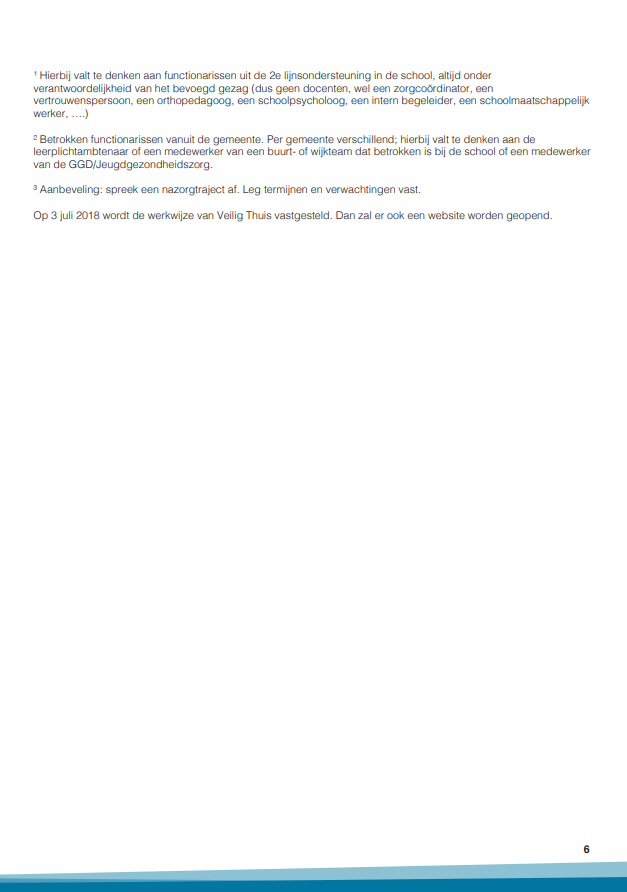 ¹ Hierbij valt te denken aan functionarissen uit de 2e lijnsondersteuning in de school, altijd onder
verantwoordelijkheid van het bevoegd gezag (dus geen docenten, wel een zorgcoördinator, een
vertrouwenspersoon, een orthopedagoog, een schoolpsycholoog, een intern begeleider, een schoolmaatschappelijk
werker, ….)
² Betrokken functionarissen vanuit de gemeente. Per gemeente verschillend; hierbij valt te denken aan de
leerplichtambtenaar of een medewerker van een buurt- of wijkteam dat betrokken is bij de school of een medewerker
van de GGD/Jeugdgezondheidszorg.
³ Aanbeveling: spreek een nazorgtraject af. Leg termijnen en verwachtingen vast.
Op 3 juli 2018 wordt de werkwijze van Veilig Thuis vastgesteld. Dan zal er ook een website worden geopend.
6